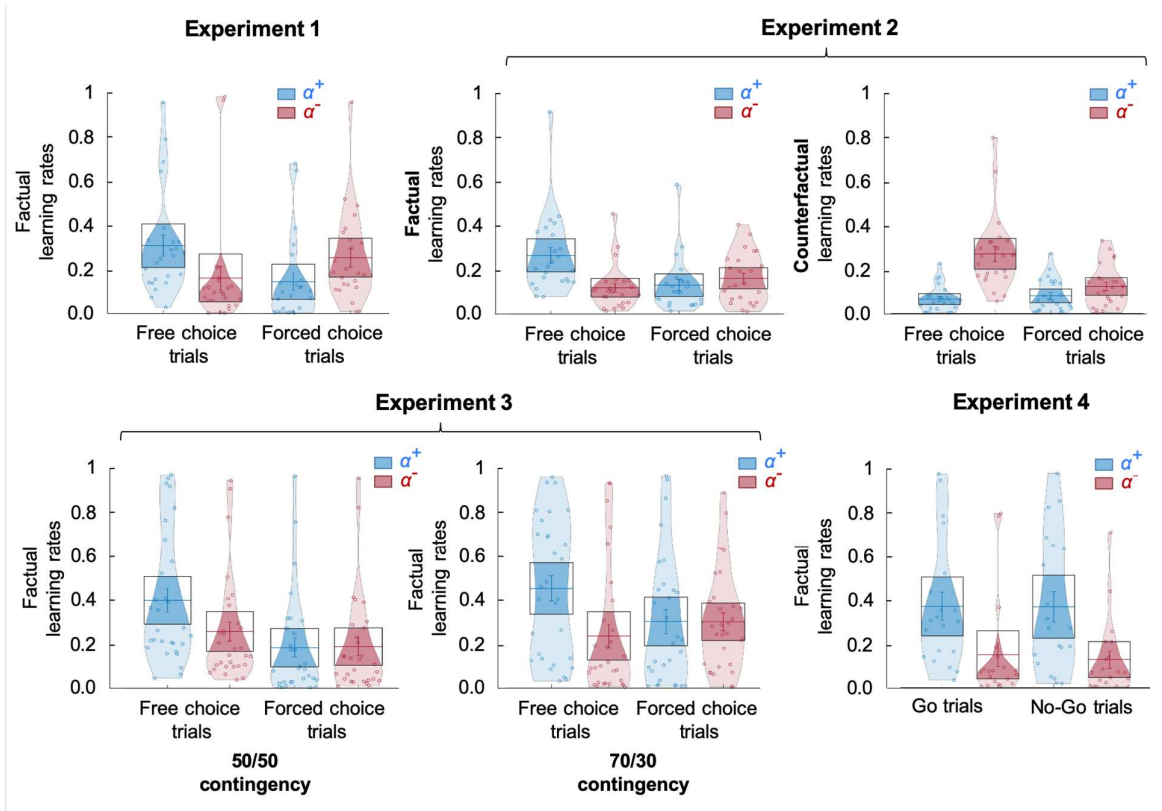 Experiment 1
Experiment 2
Factual
learning rates
1
0.8
0.6
0.4
0.2
0.0
α+
α-
Free choice
trials
Forced choice
trials
Factual
learning rates
1
0.8
0.6
0.4
0.2
0.0
α+
α-
Free choice
trials
Forced choice
trials
Counterfactual
learning rates
1
0.8
0.6
0.4
0.2
0.0
α+
α-
Free choice
trials
Forced choice
trials
Experiment 3
Experiment 4
Factual
learning rates
1
0.8
0.6
0.4
0.2
0.0
α+
α-
Free choice
trials
Forced choice
trials
50/50
contingency
Factual
learning rates
1
0.8
0.6
0.4
0.2
0.0
α+
α-
Free choice
trials
Forced choice
trials
70/30
contingency
Factual
learning rates
1
0.8
0.6
0.4
0.2
0.0
α+
α-
Go trials
No-Go trials